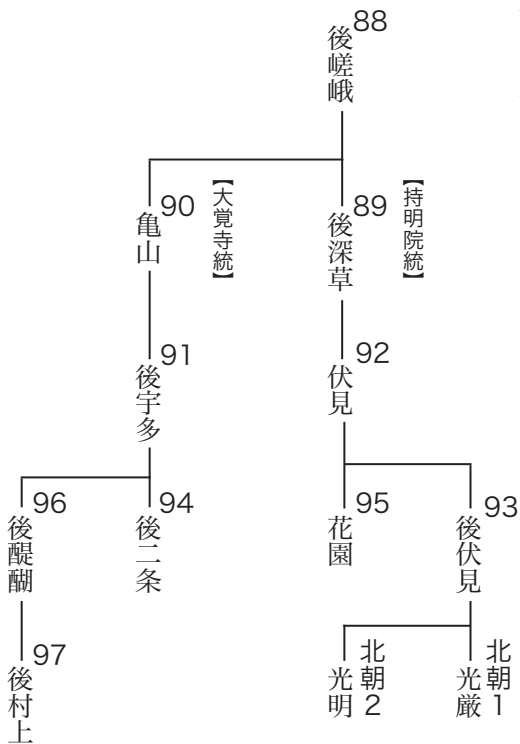 88
後嵯峨
【持明院統】
89
後深草
【大覚寺統】
90
亀山
92
伏見
91
後宇多
93
後伏見
95
花園
94
後二条
96
後醍醐
北朝1
光厳
北朝2
光明
97
後村上